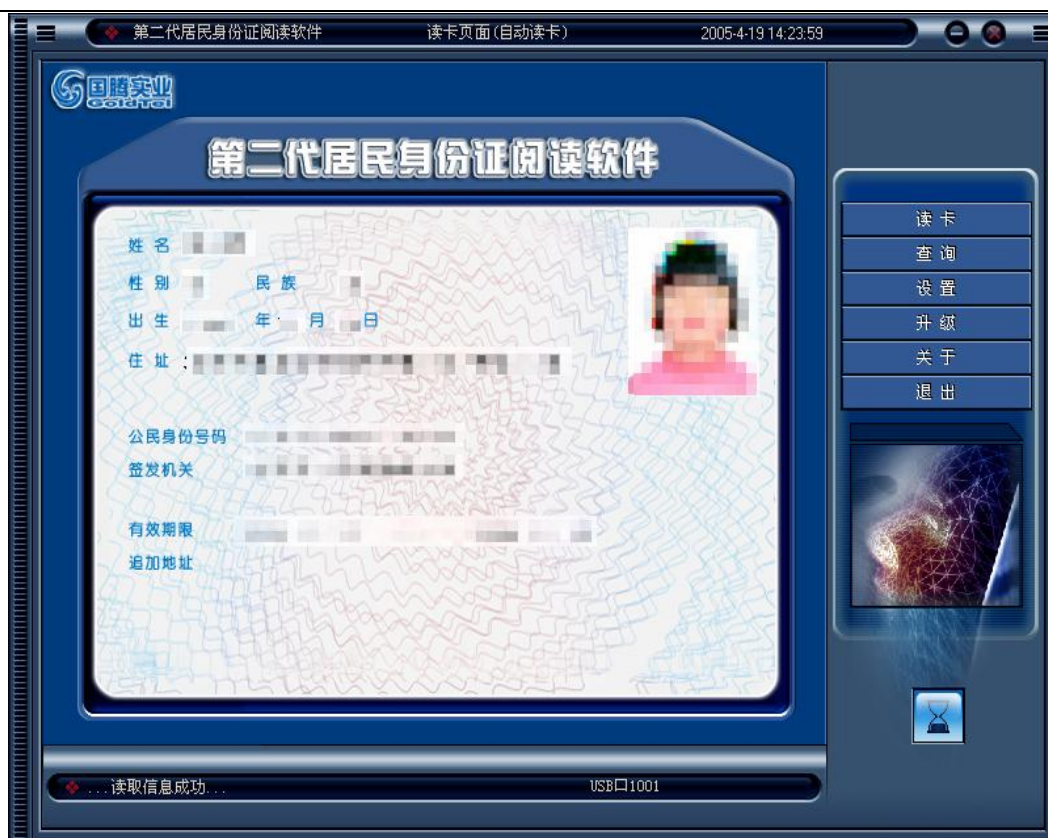 第二代居民身份证阅读软件 读卡页面(自动读卡) 2005-4-19 14:23:59
国腾实业
GOLDTEL
第二代居民身份证阅读软件
姓名
性别 民族
出生 年 月 日
住址
公民身份号码
签发机关
有效期限
追加地址
读卡
查询
设置
升级
关于
退出
...读取信息成功... USB口1001